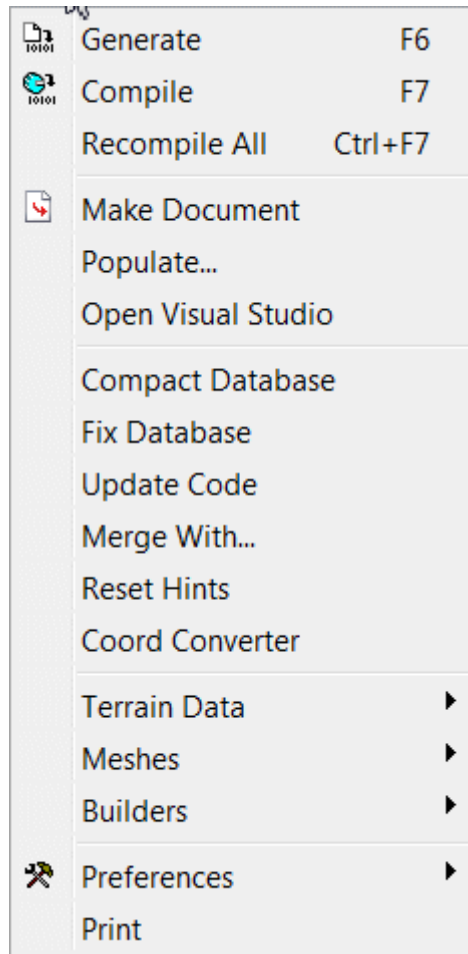 Generate F6
Compile F7
Recompile All Ctrl+F7
Make Document
Populate...
Open Visual Studio
Compact Database
Fix Database
Update Code
Merge With...
Reset Hints
Coord Converter
Terrain Data
Meshes
Builders
Preferences
Print